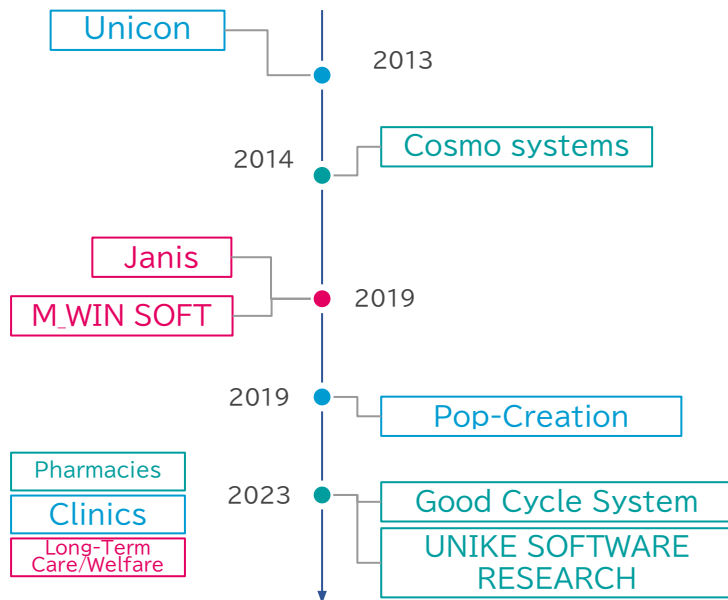 Unicon
2013
2014
Cosmo systems
Janis
M_WIN SOFT
2019
2019
Pop-Creation
Pharmacies
Clinics
Long-Term
Care/Welfare
2023
Good Cycle System
UNIKE SOFTWARE
RESEARCH